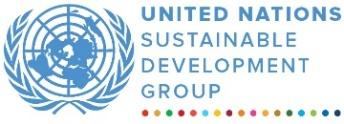 UNITED NATIONS
SUSTAINABLE
DEVELOPMENT
GROUP